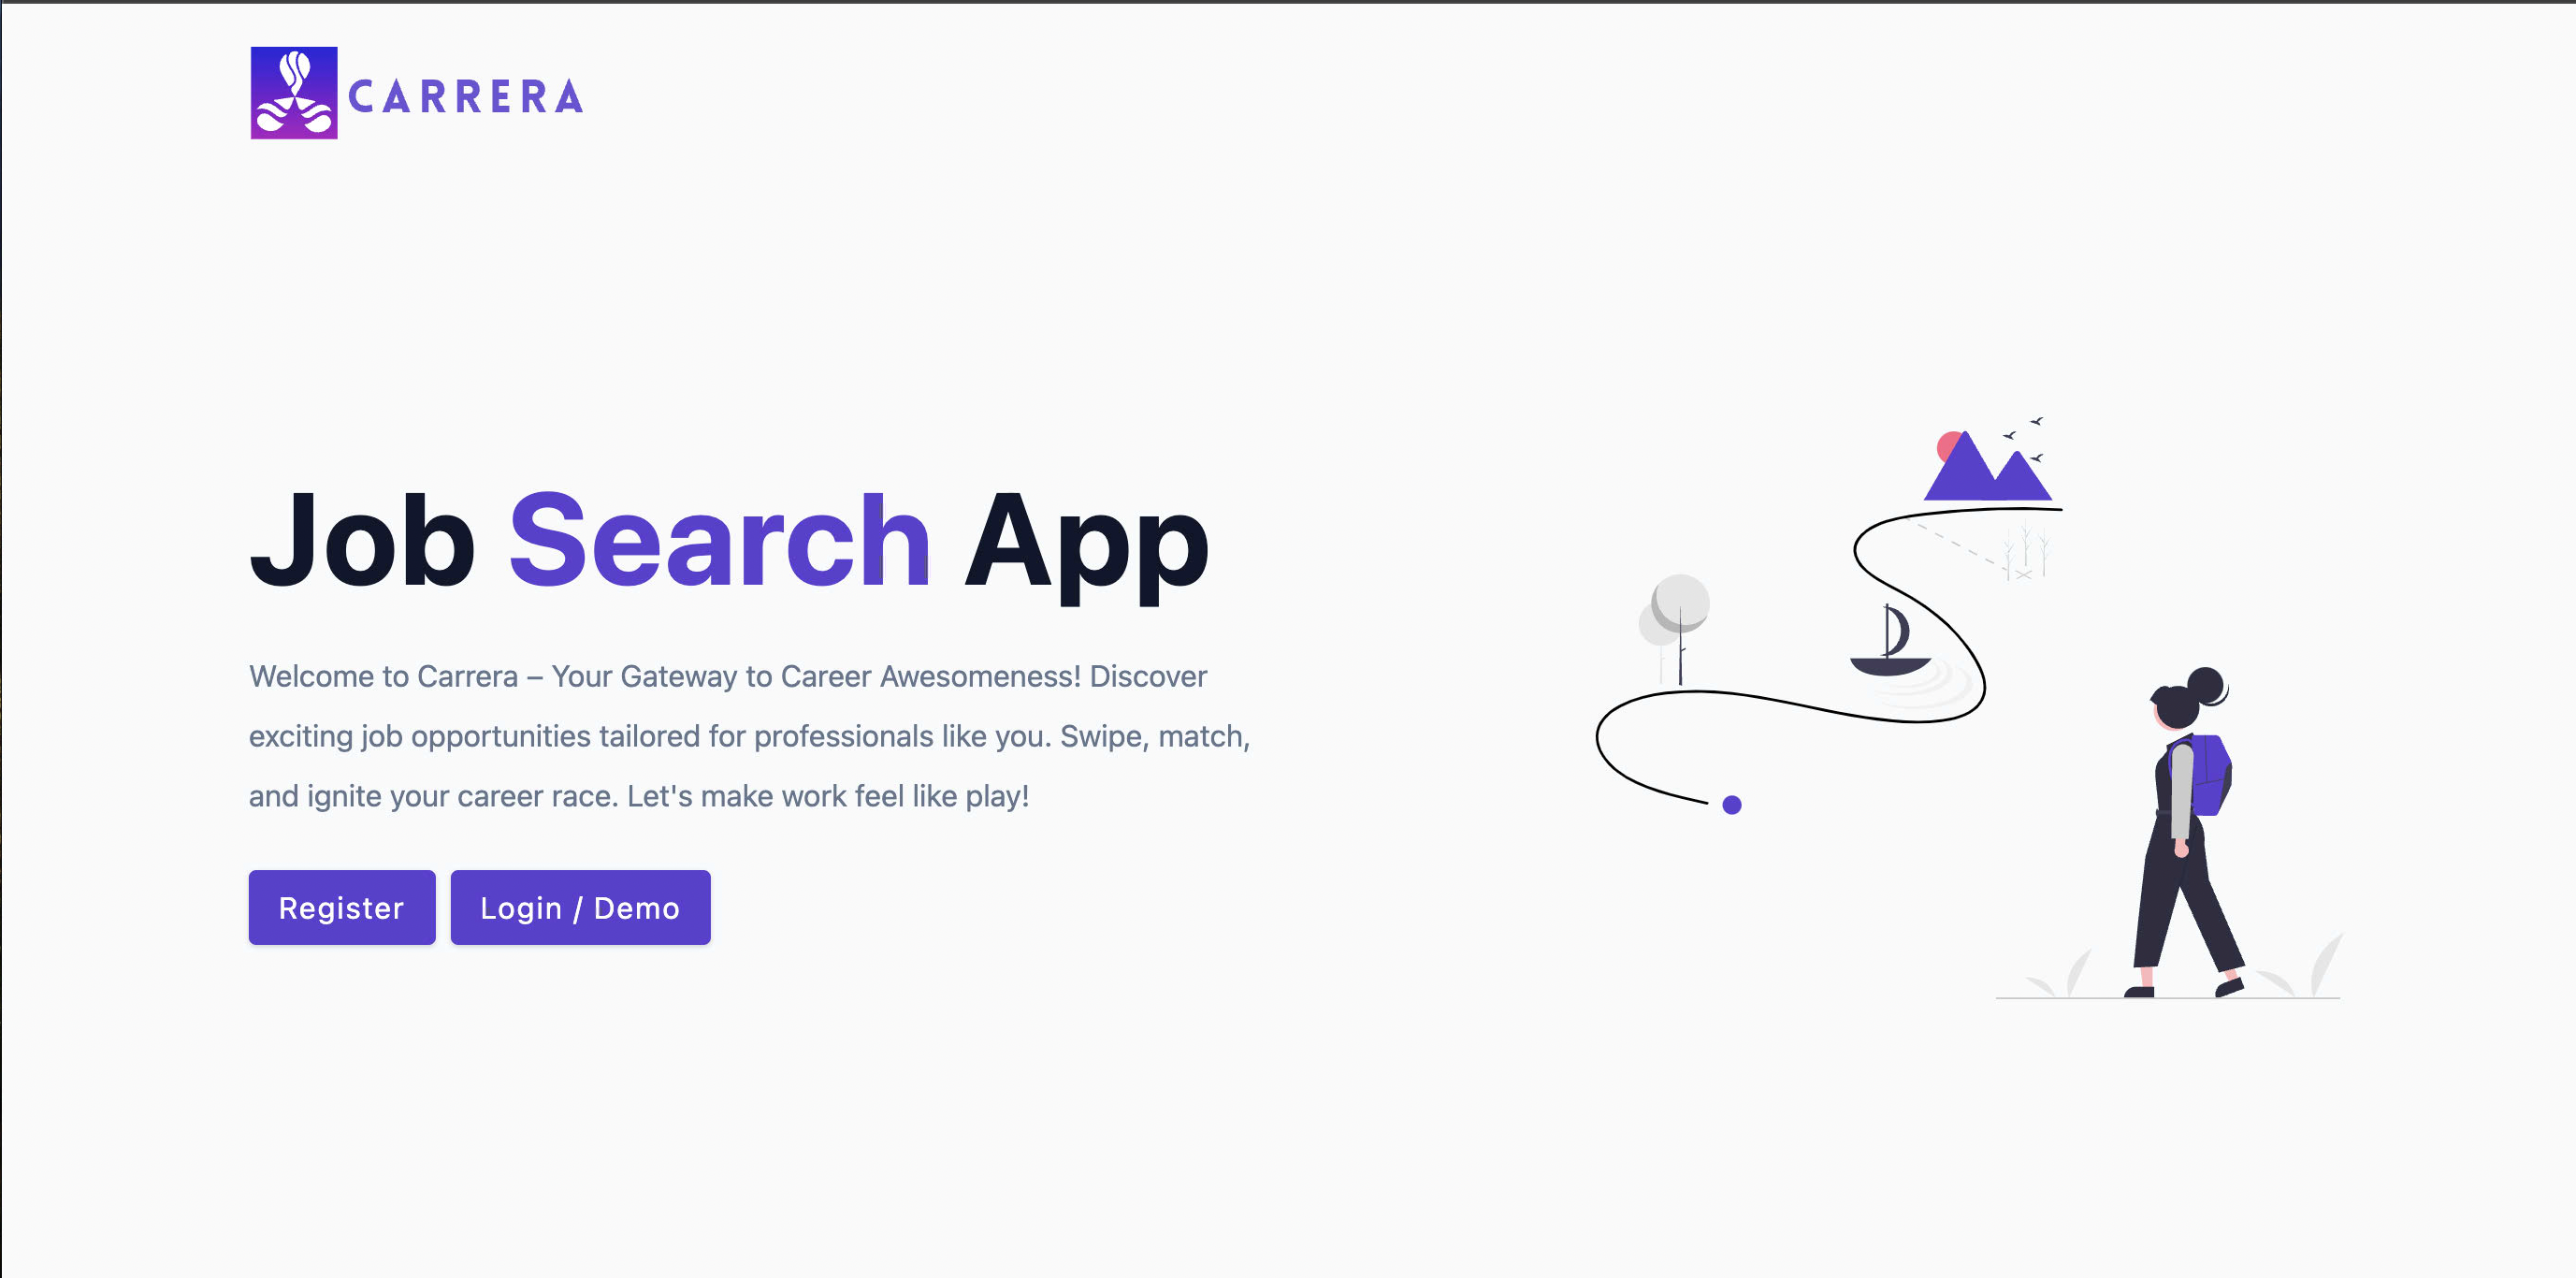 CARRERA
Job Search App
Welcome to Carrera – Your Gateway to Career Awesomeness! Discover
exciting job opportunities tailored for professionals like you. Swipe, match,
and ignite your career race. Let's make work feel like play!
Register
Login / Demo